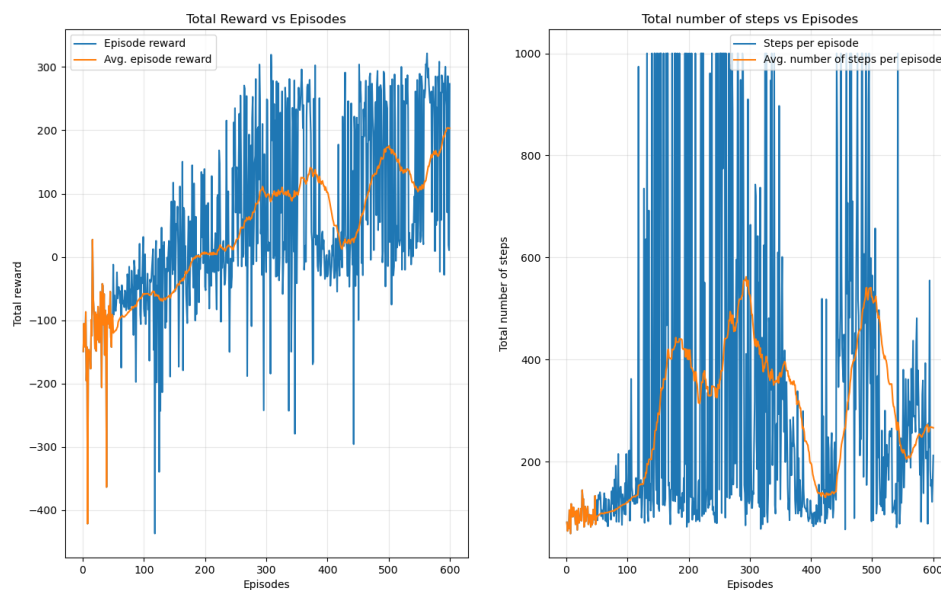 Total Reward vs Episodes
Episode reward
Avg. episode reward
300
200
100
0
−100
−200
−300
−400
Total reward
0
100
200
300
400
500
600
Episodes
Total number of steps vs Episodes
Steps per episode
Avg. number of steps per episode
1000
800
600
400
200
Total number of steps
0
100
200
300
400
500
600
Episodes